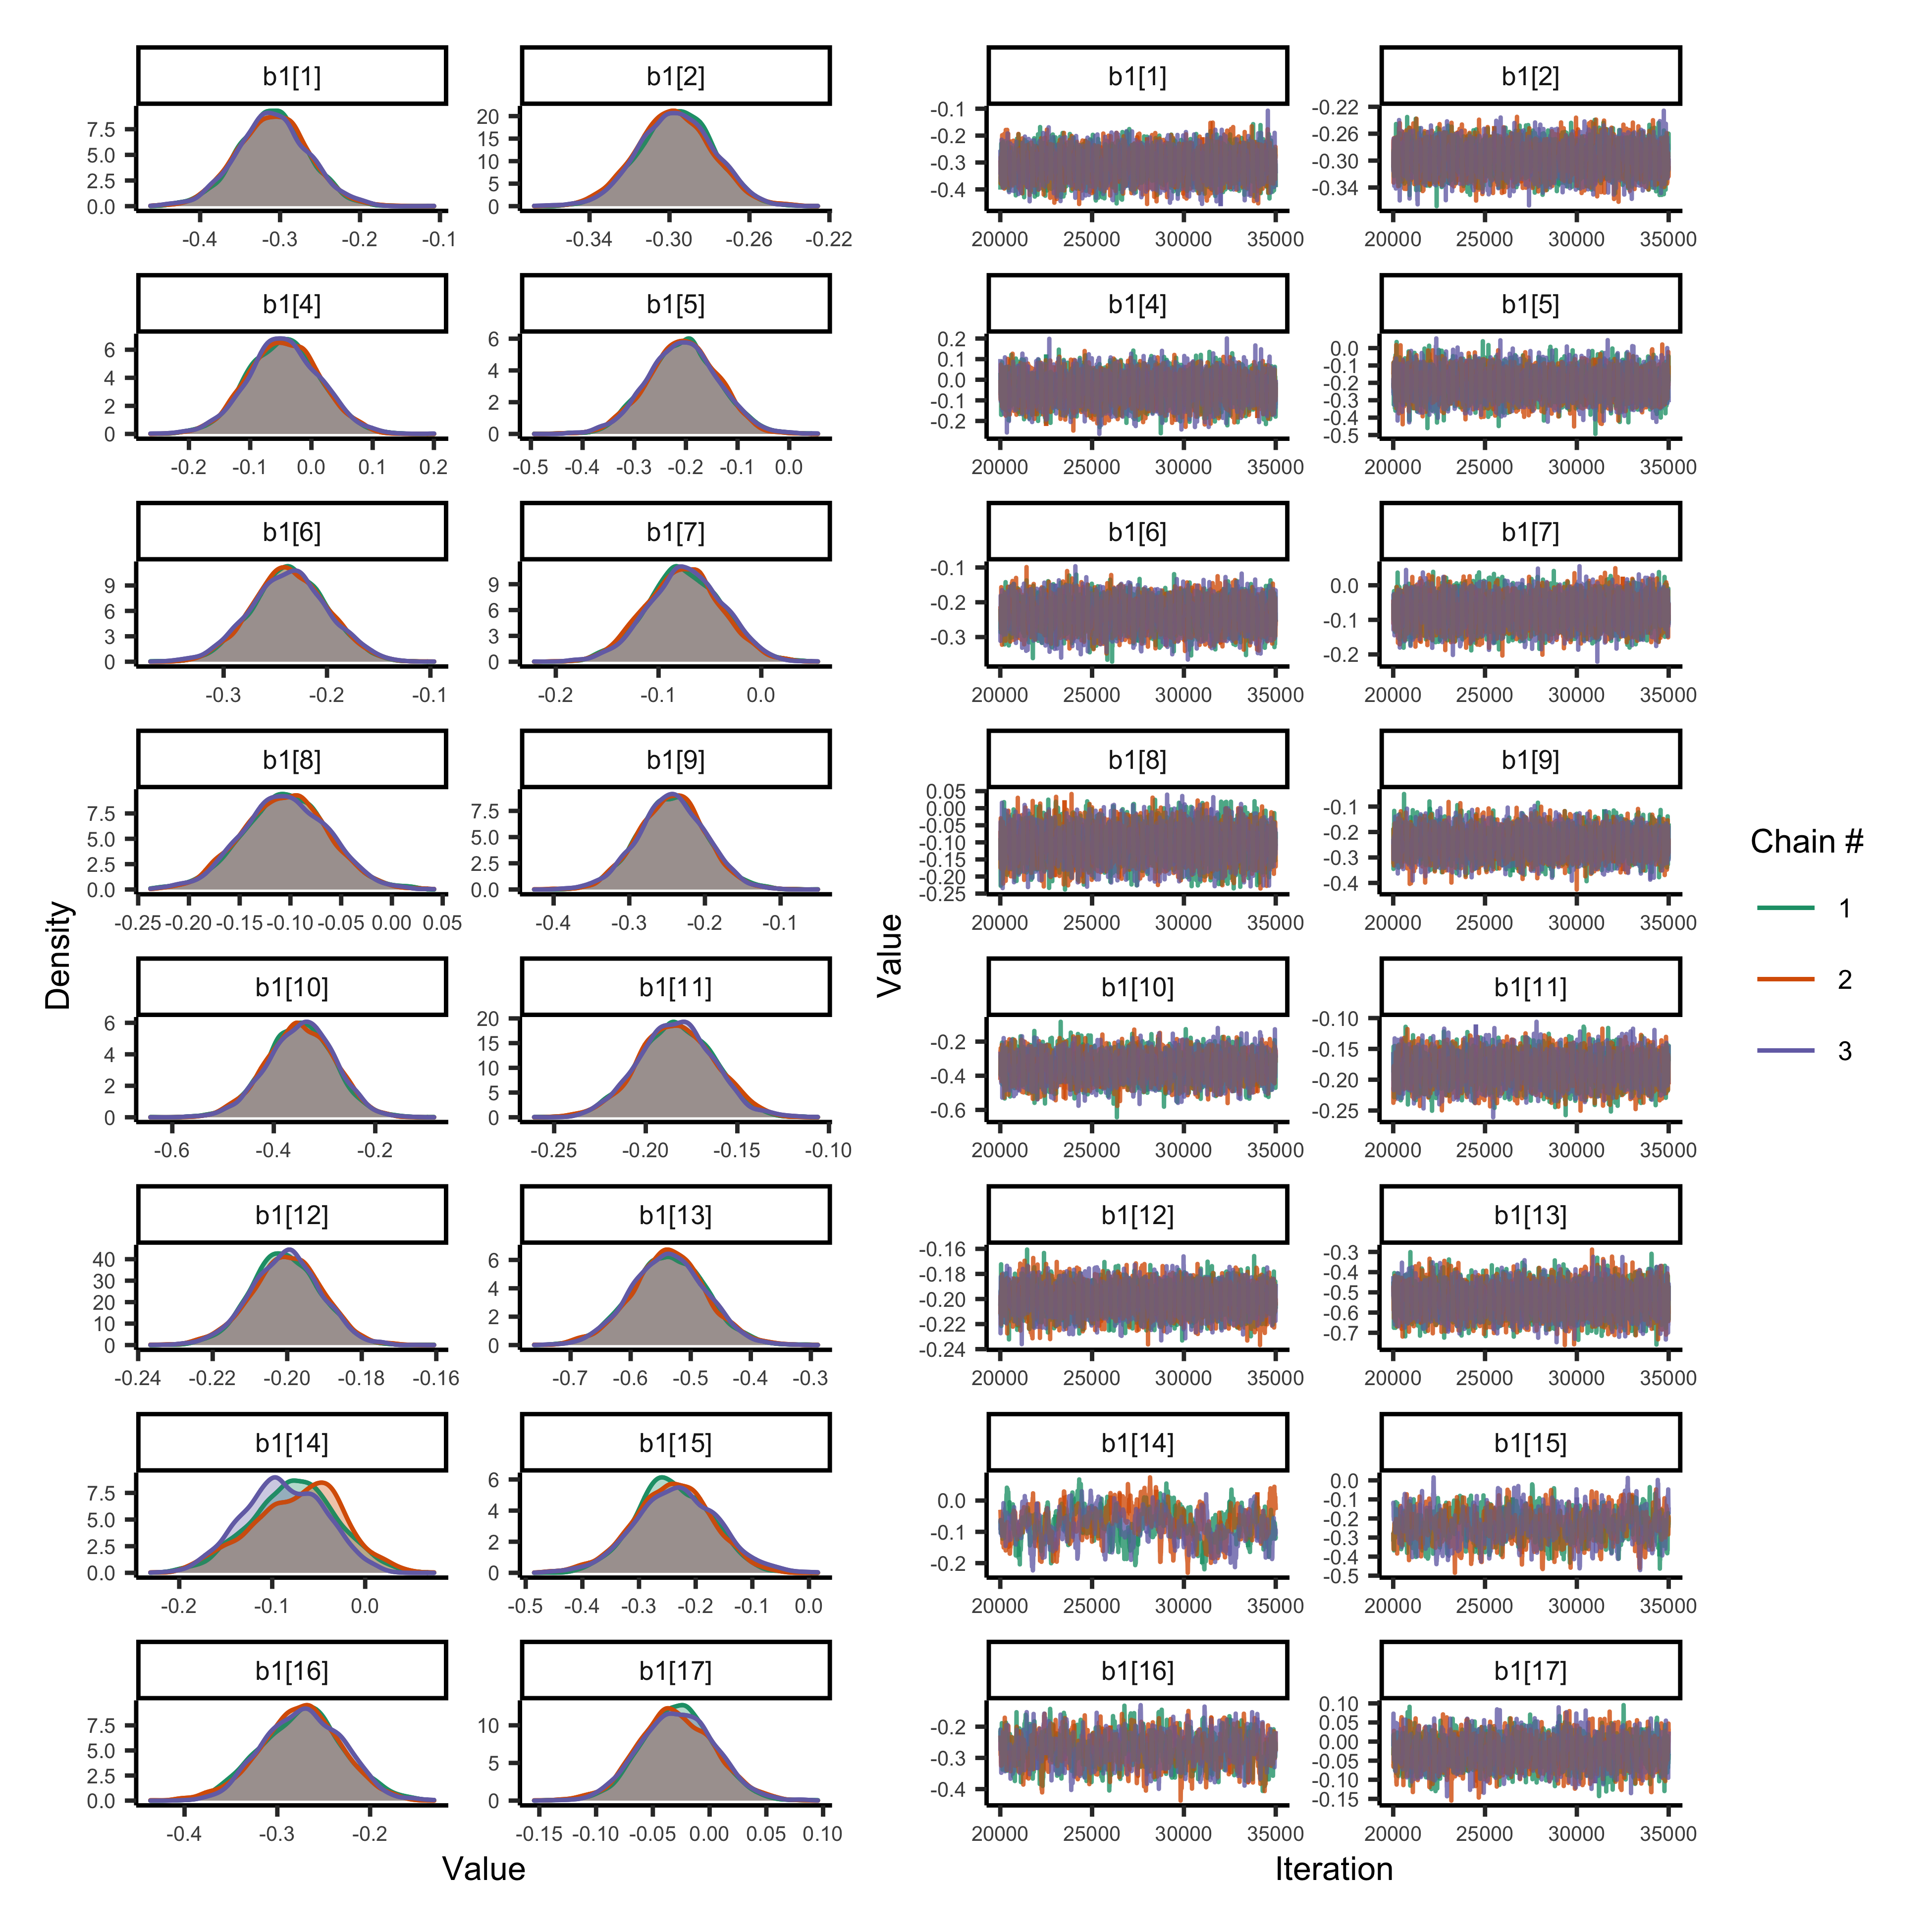 b1[1] b1[2] b1[1] b1[2]
7.5 5.0 2.5 0.0 20 15 10 5 0 -0.1 -0.2 -0.3 -0.4 -0.22 -0.26 -0.30 -0.34
-0.4 -0.3 -0.2 -0.1 -0.34 -0.30 -0.26 -0.22 20000 25000 30000 35000 20000 25000 30000 35000
b1[4] b1[5] b1[4] b1[5]
6 4 2 0 6 4 2 0 0.2 0.1 0.0 -0.1 -0.2 0.0 -0.1 -0.2 -0.3 -0.4 -0.5
-0.2 -0.1 0.0 0.1 0.2 -0.5 -0.4 -0.3 -0.2 -0.1 0.0 20000 25000 30000 35000 20000 25000 30000 35000
b1[6] b1[7] b1[6] b1[7]
9 6 3 0 9 6 3 0 -0.1 -0.2 -0.3 0.0 -0.1 -0.2
-0.3 -0.2 -0.1 -0.2 -0.1 0.0 20000 25000 30000 35000 20000 25000 30000 35000
b1[8] b1[9] b1[8] b1[9]
7.5 5.0 2.5 0.0 7.5 5.0 2.5 0.0 0.05 0.00 -0.05 -0.10 -0.15 -0.20 -0.25 -0.1 -0.2 -0.3 -0.4
-0.25 -0.20 -0.15 -0.10 -0.05 0.00 0.05 -0.4 -0.3 -0.2 -0.1 20000 25000 30000 35000 20000 25000 30000 35000
b1[10] b1[11] b1[10] b1[11]
6 4 2 0 20 15 10 5 0 -0.2 -0.4 -0.6 -0.10 -0.15 -0.20 -0.25
-0.6 -0.4 -0.2 -0.25 -0.20 -0.15 -0.10 20000 25000 30000 35000 20000 25000 30000 35000
b1[12] b1[13] b1[12] b1[13]
40 30 20 10 0 6 4 2 0 -0.16 -0.18 -0.20 -0.22 -0.24 -0.3 -0.4 -0.5 -0.6 -0.7
-0.24 -0.22 -0.20 -0.18 -0.16 -0.7 -0.6 -0.5 -0.4 -0.3 20000 25000 30000 35000 20000 25000 30000 35000
b1[14] b1[15] b1[14] b1[15]
7.5 5.0 2.5 0.0 6 4 2 0 0.0 -0.1 -0.2 0.0 -0.1 -0.2 -0.3 -0.4 -0.5
-0.2 -0.1 0.0 -0.5 -0.4 -0.3 -0.2 -0.1 0.0 20000 25000 30000 35000 20000 25000 30000 35000
b1[16] b1[17] b1[16] b1[17]
7.5 5.0 2.5 0.0 10 5 0 -0.2 -0.3 -0.4 0.10 0.05 0.00 -0.05 -0.10 -0.15
-0.4 -0.3 -0.2 -0.15 -0.10 -0.05 0.00 0.05 0.10 20000 25000 30000 35000 20000 25000 30000 35000
Density
Value
Value
Iteration
Chain #
1
2
3